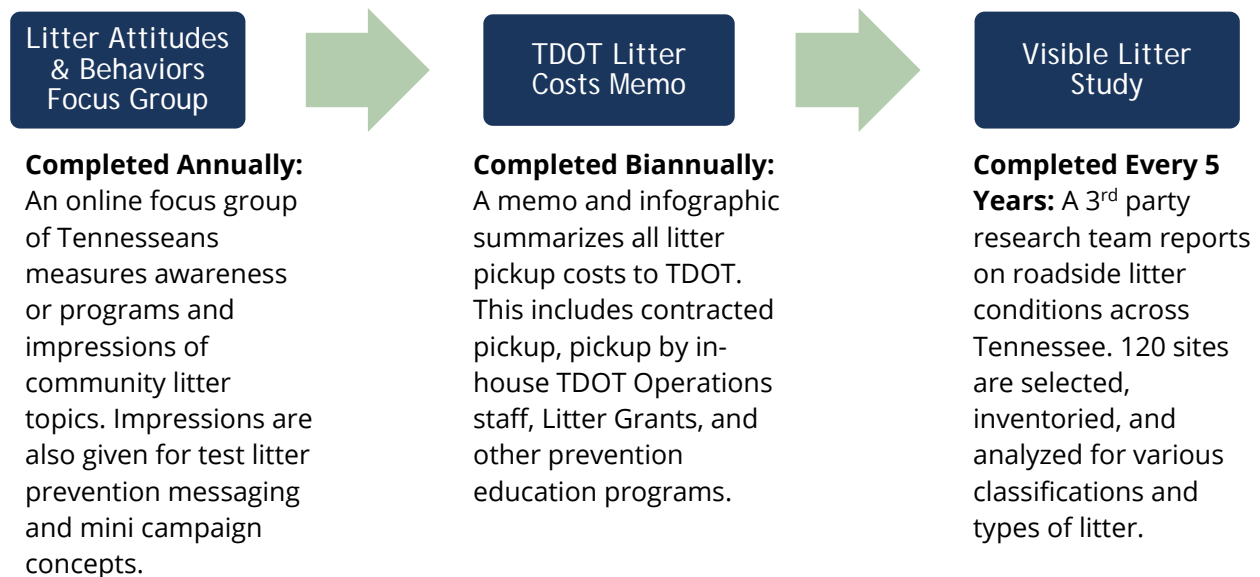 Litter Attitudes
& Behaviors
Focus Group
TDOT Litter
Costs Memo
Visible Litter
Study
Completed Annually:
An online focus group
of Tennesseans
measures awareness
or programs and
impressions of
community litter
topics. Impressions are
also given for test litter
prevention messaging
and mini campaign
concepts.
Completed Biannually:
A memo and infographic
summarizes all litter
pickup costs to TDOT.
This includes contracted
pickup, pickup by in-
house TDOT Operations
staff, Litter Grants, and
other prevention
education programs.
Completed Every 5
Years: A 3rd party
research team reports
on roadside litter
conditions across
Tennessee. 120 sites
are selected,
inventoried, and
analyzed for various
classifications and
types of litter.